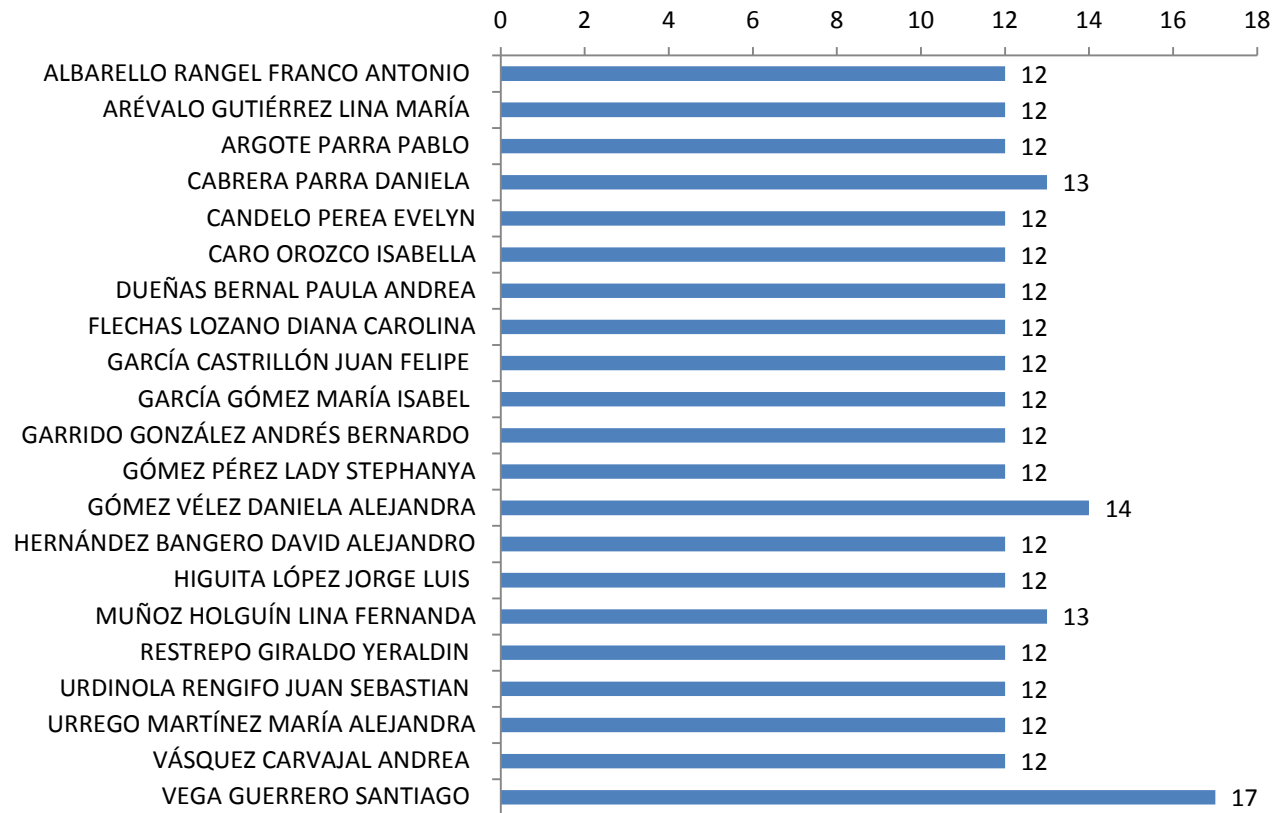 0 2 4 6 8 10 12 14 16 18
ALBARELLO RANGEL FRANCO ANTONIO 12
ARÉVALO GUTIÉRREZ LINA MARÍA 12
ARGOTE PARRA PABLO 12
CABRERA PARRA DANIELA 13
CANDELO PEREA EVELYN 12
CARO OROZCO ISABELLA 12
DUEÑAS BERNAL PAULA ANDREA 12
FLECHAS LOZANO DIANA CAROLINA 12
GARCÍA CASTRILLÓN JUAN FELIPE 12
GARCÍA GÓMEZ MARÍA ISABEL 12
GARRIDO GONZÁLEZ ANDRÉS BERNARDO 12
GÓMEZ PÉREZ LADY STEPHANYA 12
GÓMEZ VÉLEZ DANIELA ALEJANDRA 14
HERNÁNDEZ BANGERO DAVID ALEJANDRO 12
HIGUITA LÓPEZ JORGE LUIS 12
MUÑOZ HOLGUÍN LINA FERNANDA 13
RESTREPO GIRALDO YERALDIN 12
URDINOLA RENGIFO JUAN SEBASTIAN 12
URREGO MARTÍNEZ MARÍA ALEJANDRA 12
VÁSQUEZ CARVAJAL ANDREA 12
VEGA GUERRERO SANTIAGO 17